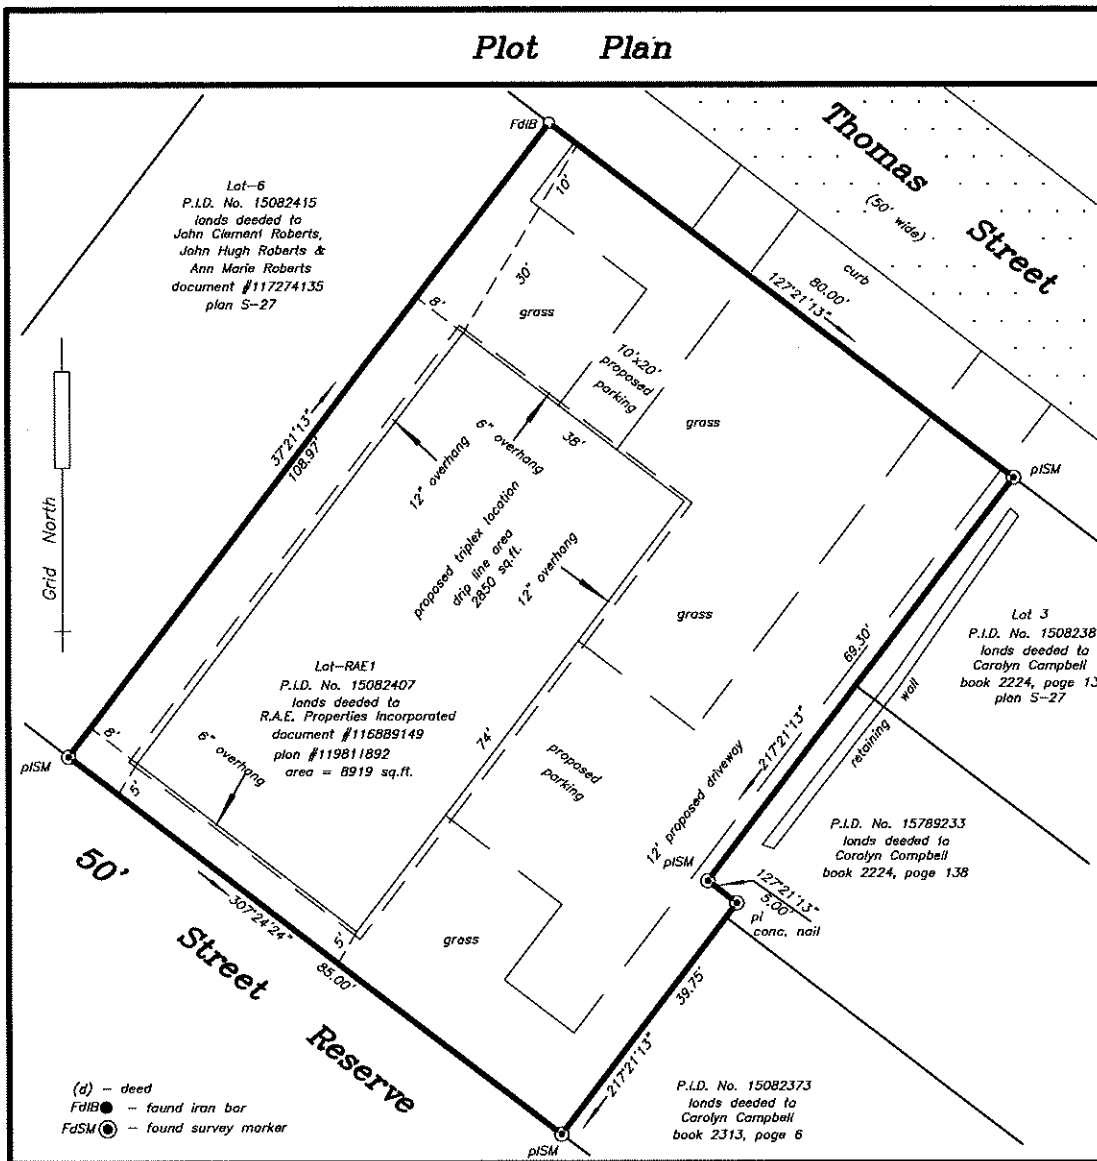 Plot Plan
FdIB
Thomas
Street
(50' wide)
curb
80.00'
127°21'13"
Lot-6
P.I.D. No. 15082415
lands deeded to
John Clement Roberts,
John Hugh Roberts &
Ann Marie Roberts
document #117274135
plan S-27
10'
30'
8'
grass
10'x20'
proposed
parking
grass
37°21'13"
108.97'
6" overhang
38'
12" overhang
proposed triplex location
drip line area
2850 sq.ft.
12" overhang
plSM
Grid North
grass
69.30'
217°21'13"
retaining wall
Lot 3
P.I.D. No. 1508238
lands deeded to
Carolyn Campbell
book 2224, page 13
plan S-27
Lot-RAE1
P.I.D. No. 15082407
lands deeded to
R.A.E. Properties Incorporated
document #116889149
plan #119811892
area = 8919 sq.ft.
8'
6" overhang
74'
plSM
5'
proposed
parking
12' proposed driveway
plSM
P.I.D. No. 15789233
lands deeded to
Carolyn Campbell
book 2224, page 138
127°21'13"
5.00'
pl
conc. nail
50'
Street
Reserve
307°24'24"
85.00'
5'
grass
39.75'
217°21'13"
P.I.D. No. 15082373
lands deeded to
Carolyn Campbell
book 2313, page 6
(d) - deed
FdIB - found iron bar
FdSM - found survey marker
plSM